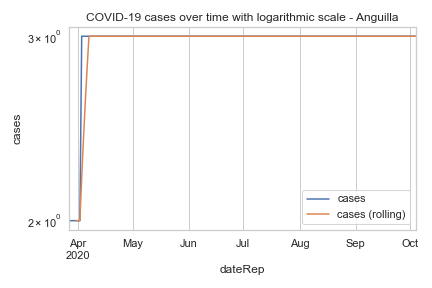 COVID-19 cases over time with logarithmic scale - Anguilla
3 × 10⁰
cases
2 × 10⁰
cases
cases (rolling)
Apr May Jun Jul Aug Sep Oct
2020
dateRep